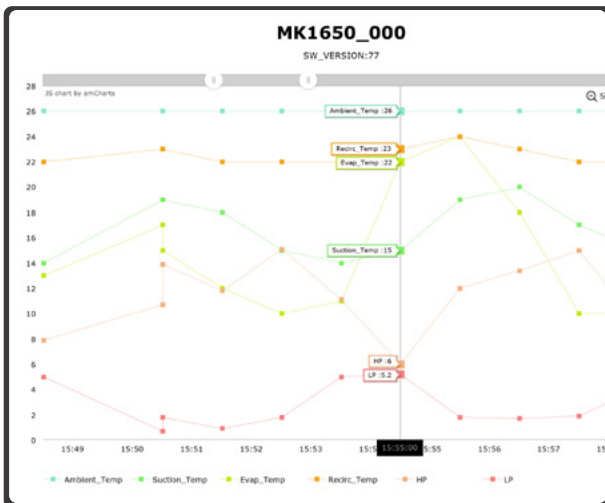 MK1650_000
SW_VERSION:77
28
JS chart by amCharts
S
26
Ambient_Temp :26
24
Recirc_Temp :23
22
Evap_Temp :22
20
18
16
Suction_Temp :15
14
12
10
8
6
HP :6
LP :5.2
4
2
0
15:49 15:50 15:51 15:52 15:53 15:55:00 15:55 15:56 15:57
Ambient_Temp Suction_Temp Evap_Temp Recirc_Temp HP LP